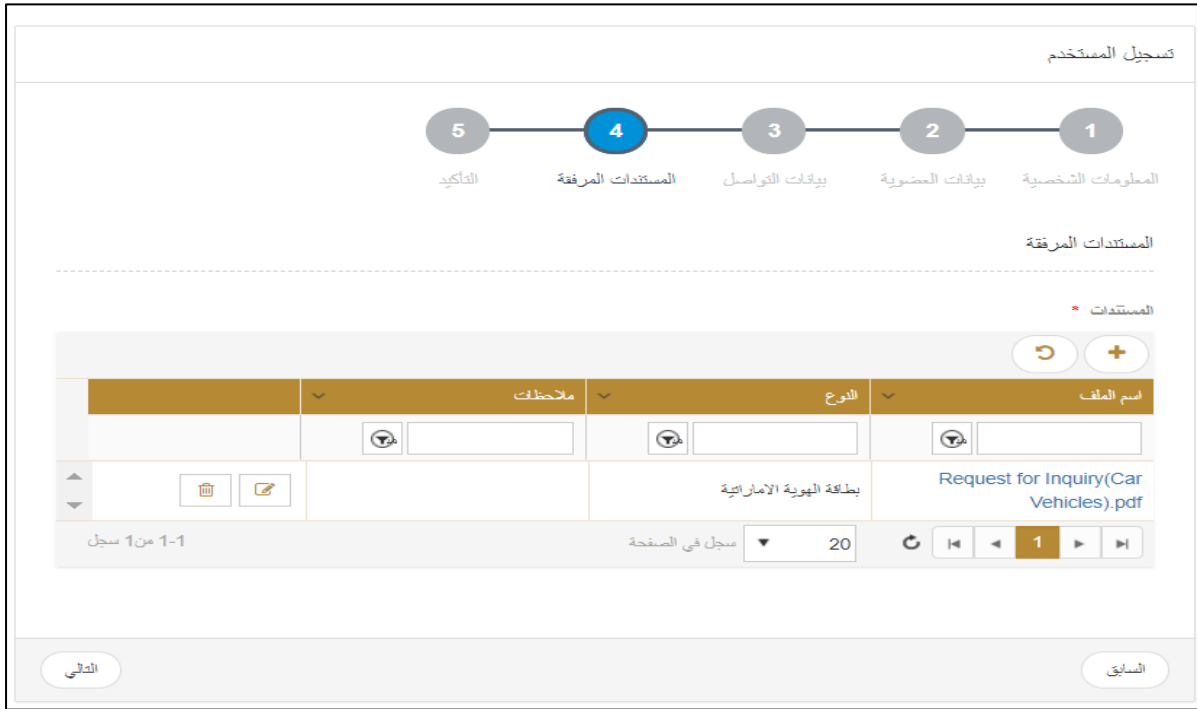 تسجيل المستخدم
1 2 3 4 5
المعلومات الشخصية بيانات العضوية بيانات التواصل المستندات المرفقة التأكيد
المستندات المرفقة
المستندات *
اسم الملف النوع ملاحظات
Request for Inquiry(Car Vehicles).pdf بطاقة الهوية الاماراتية
1 20 سجل في الصفحة 1-1 من 1 سجل
السابق التالي